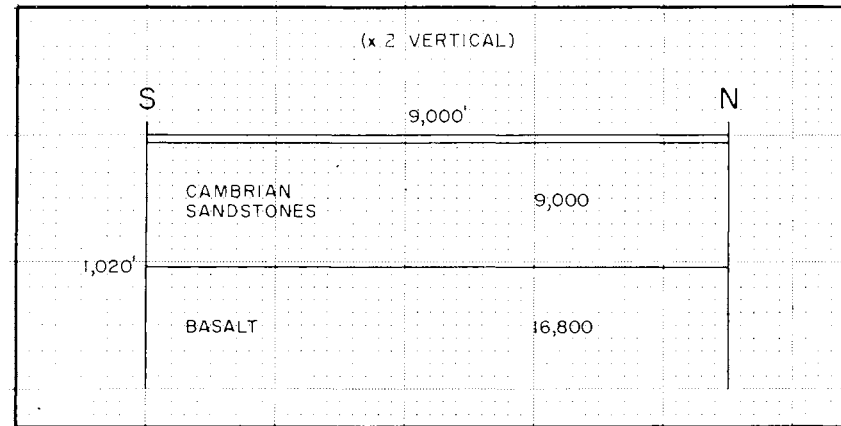 (x 2 VERTICAL)
S
N
9,000'
CAMBRIAN
SANDSTONES
9,000
1,020'
BASALT
16,800